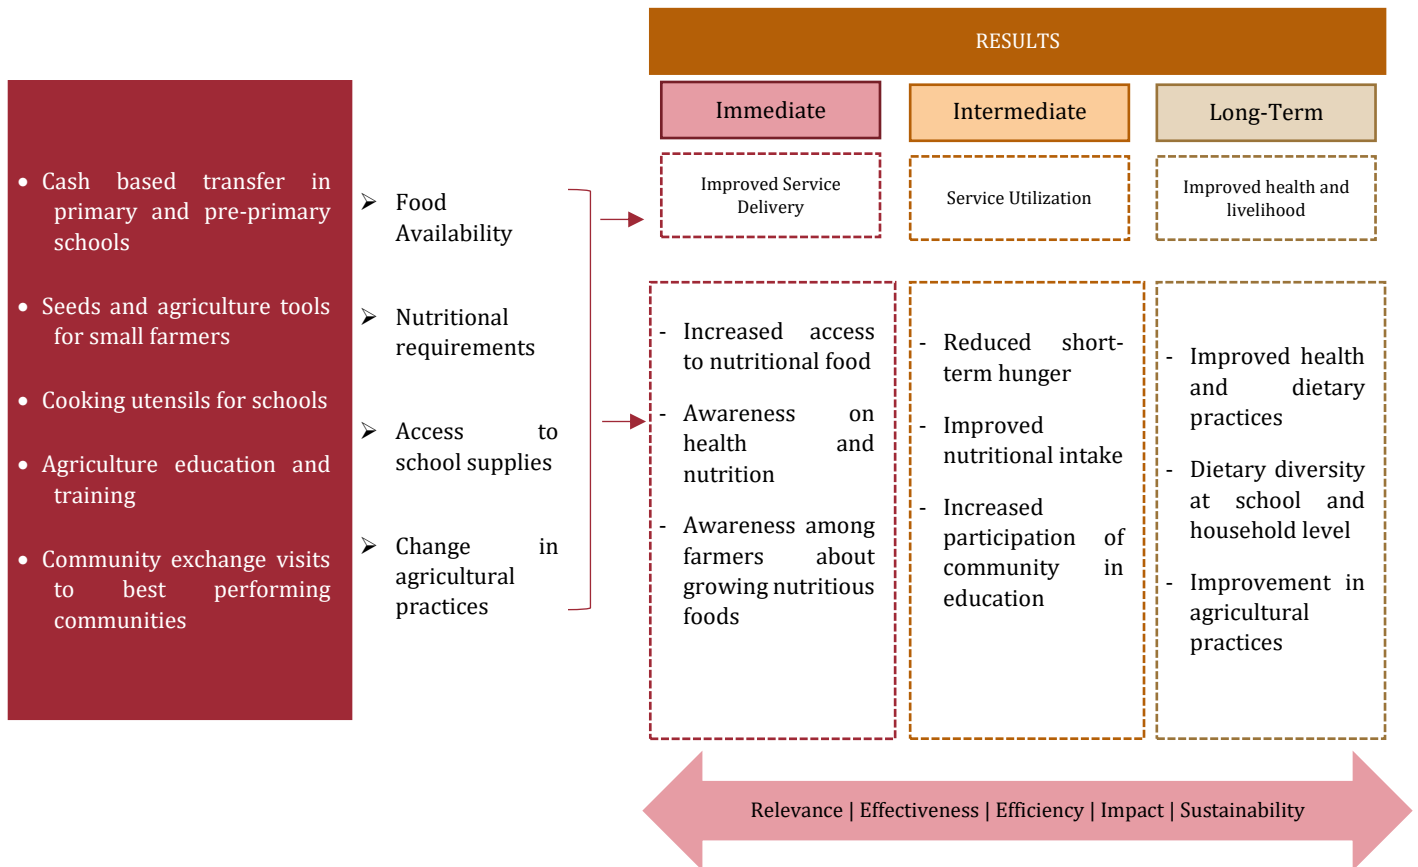 RESULTS
Immediate
Intermediate
Long-Term
Improved Service
Delivery
Service Utilization
Improved health and
livelihood
• Cash based transfer in
primary and pre-primary
schools
• Seeds and agriculture tools
for small farmers
• Cooking utensils for schools
• Agriculture education and
training
• Community exchange visits
to best performing
communities
➢ Food
Availability
➢ Nutritional
requirements
➢ Access to
school supplies
➢ Change in
agricultural
practices
- Increased access
to nutritional food
- Awareness on
health and
nutrition
- Awareness among
farmers about
growing nutritious
foods
- Reduced short-
term hunger
- Improved
nutritional intake
- Increased
participation of
community in
education
- Improved health
and dietary
practices
- Dietary diversity
at school and
household level
- Improvement in
agricultural
practices
Relevance | Effectiveness | Efficiency | Impact | Sustainability